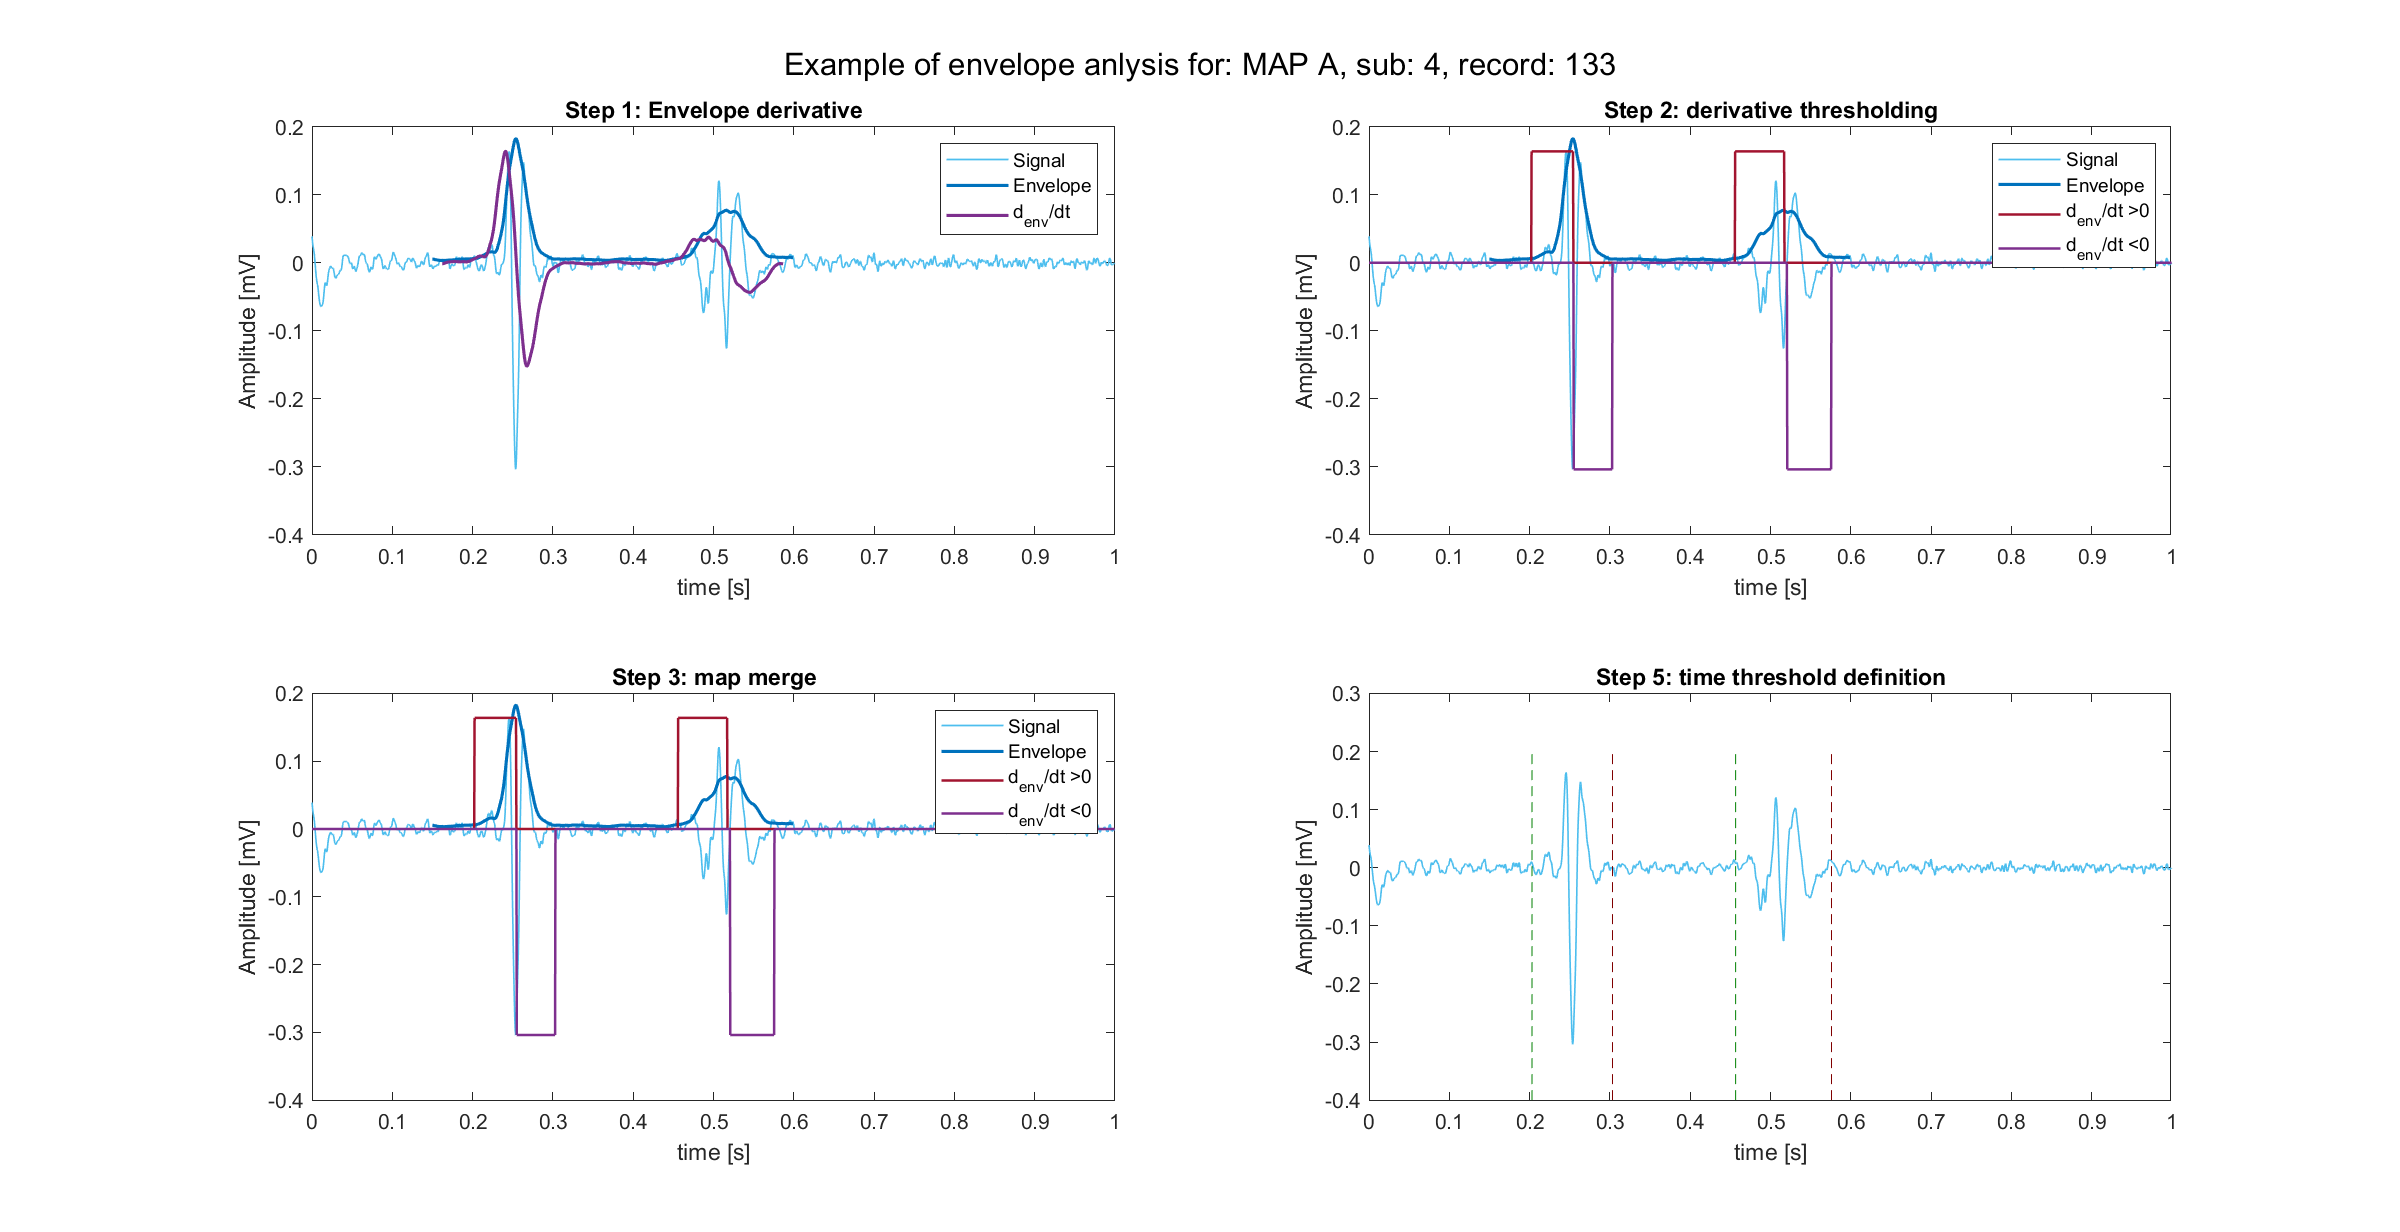 Example of envelope anlysis for: MAP A, sub: 4, record: 133
Step 1: Envelope derivative
0.2
0.1
0
-0.1
-0.2
-0.3
-0.4
Amplitude [mV]
0 0.1 0.2 0.3 0.4 0.5 0.6 0.7 0.8 0.9 1
time [s]
Signal
Envelope
d_env/dt
Step 2: derivative thresholding
0.2
0.1
0
-0.1
-0.2
-0.3
-0.4
Amplitude [mV]
0 0.1 0.2 0.3 0.4 0.5 0.6 0.7 0.8 0.9 1
time [s]
Signal
Envelope
d_env/dt >0
d_env/dt <0
Step 3: map merge
0.2
0.1
0
-0.1
-0.2
-0.3
-0.4
Amplitude [mV]
0 0.1 0.2 0.3 0.4 0.5 0.6 0.7 0.8 0.9 1
time [s]
Signal
Envelope
d_env/dt >0
d_env/dt <0
Step 5: time threshold definition
0.3
0.2
0.1
0
-0.1
-0.2
-0.3
-0.4
Amplitude [mV]
0 0.1 0.2 0.3 0.4 0.5 0.6 0.7 0.8 0.9 1
time [s]